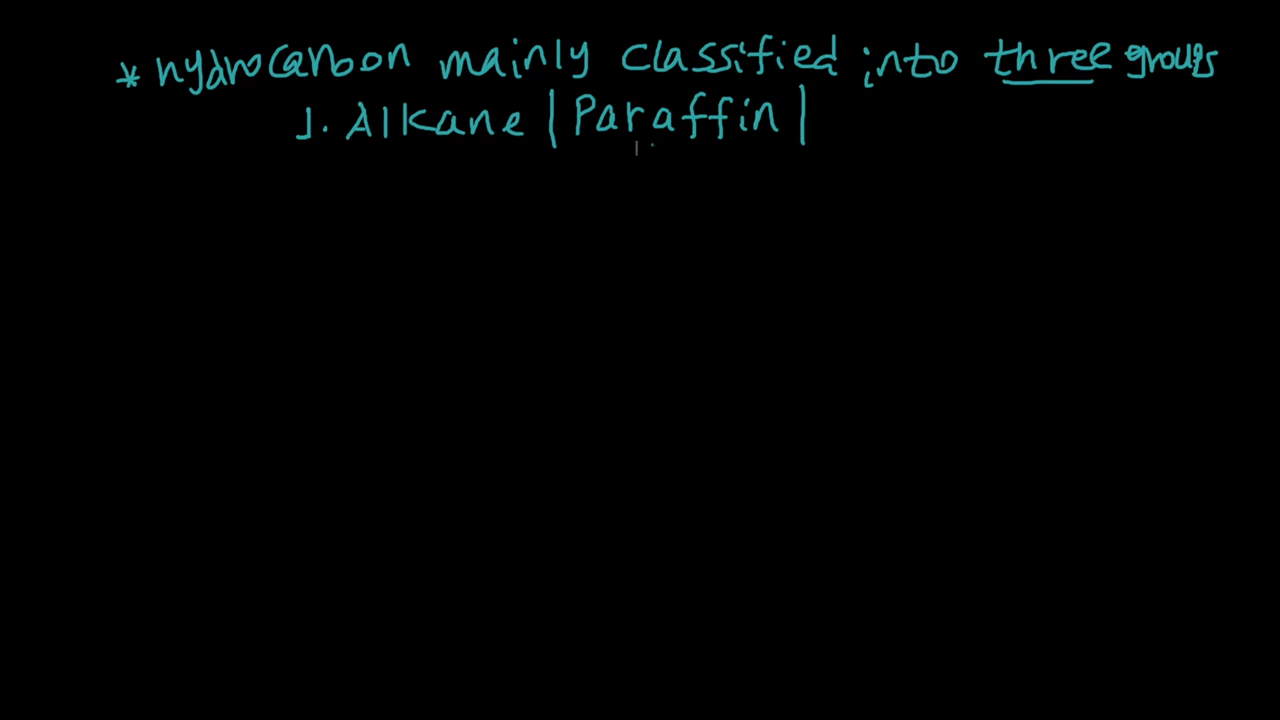 * hydrocarbon mainly classified into three groups
1. Alkane |Paraffin|